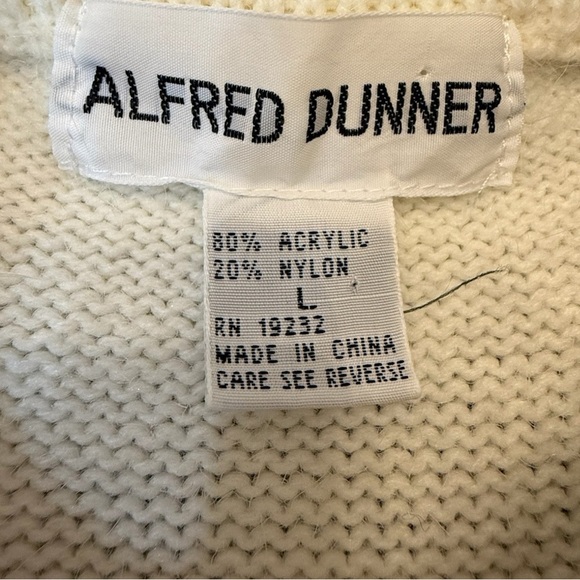 ALFRED DUNNER
80% ACRYLIC
20% NYLON
L
RN 19232
MADE IN CHINA
CARE SEE REVERSE